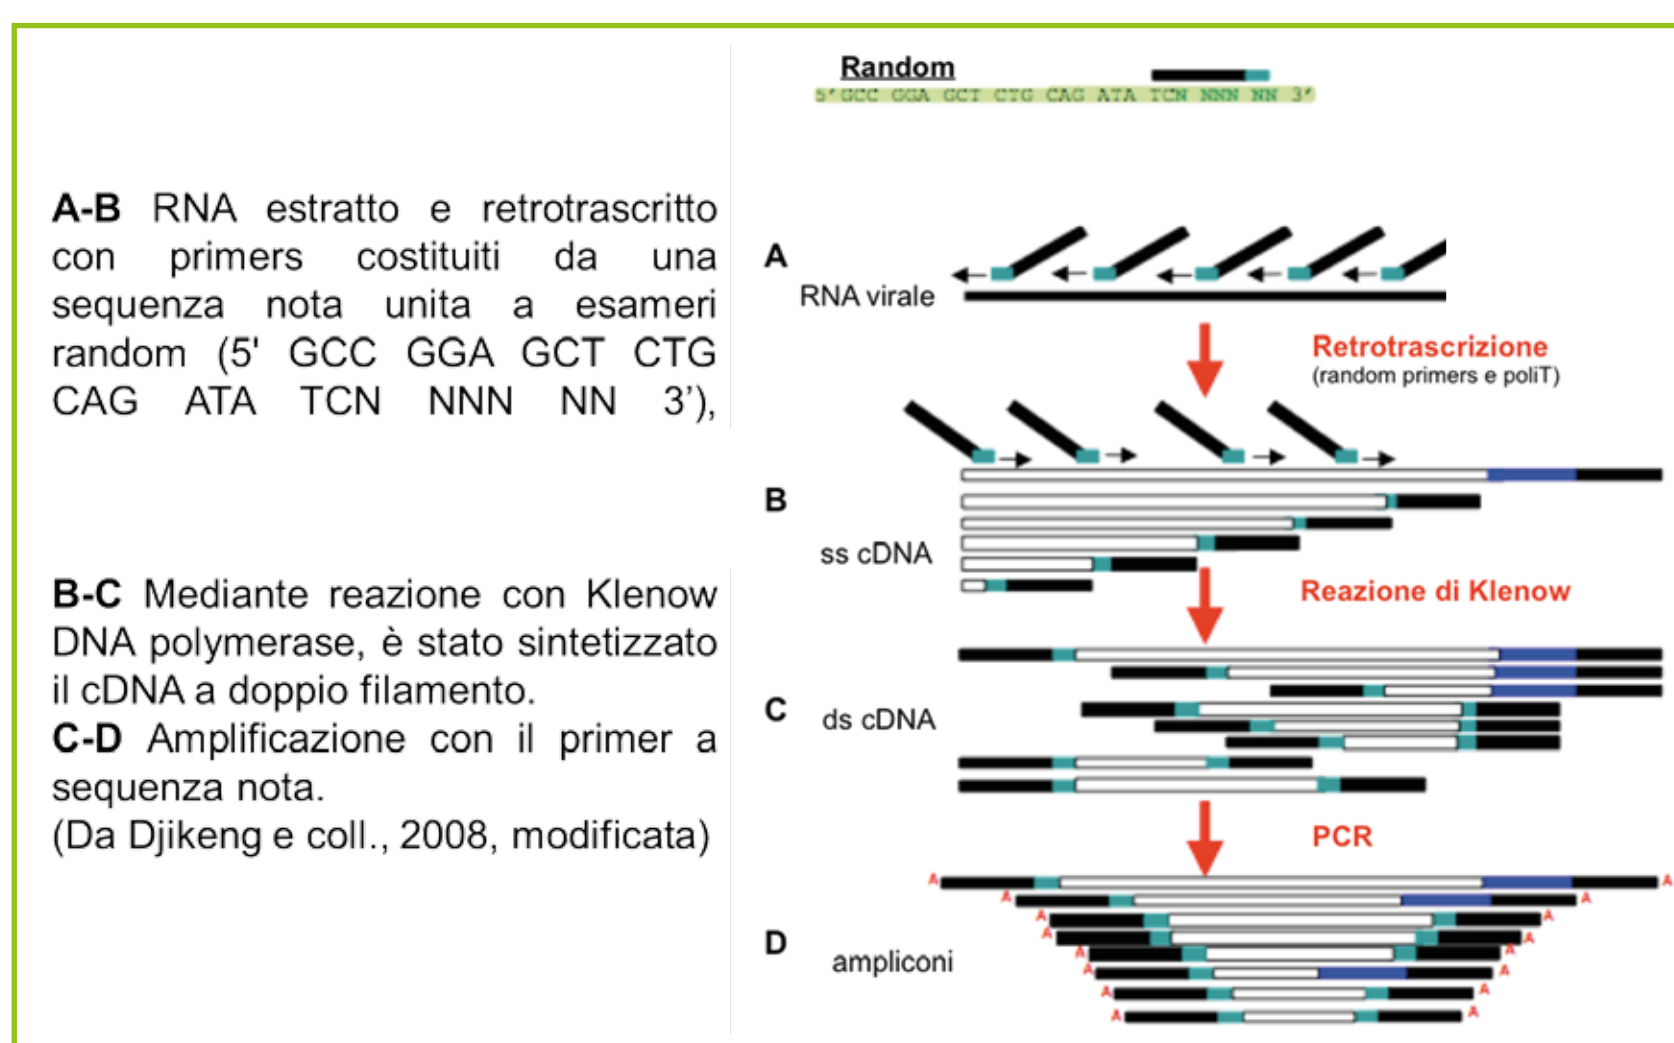 Random
5' GCC GGA GCT CTG CAG ATA TCN NNN NN 3'
A-B RNA estratto e retrotrascritto
con primers costituiti da una
sequenza nota unita a esameri
random (5' GCC GGA GCT CTG
CAG ATA TCN NNN NN 3'),
B-C Mediante reazione con Klenow
DNA polymerase, è stato sintetizzato
il cDNA a doppio filamento.
C-D Amplificazione con il primer a
sequenza nota.
(Da Djikeng e coll., 2008, modificata)
A
RNA virale
Retrotrascrizione
(random primers e poliT)
B
ss cDNA
Reazione di Klenow
C
ds cDNA
PCR
D
ampliconi
A A
A A
A A
A A
A A
A A
A A
A A